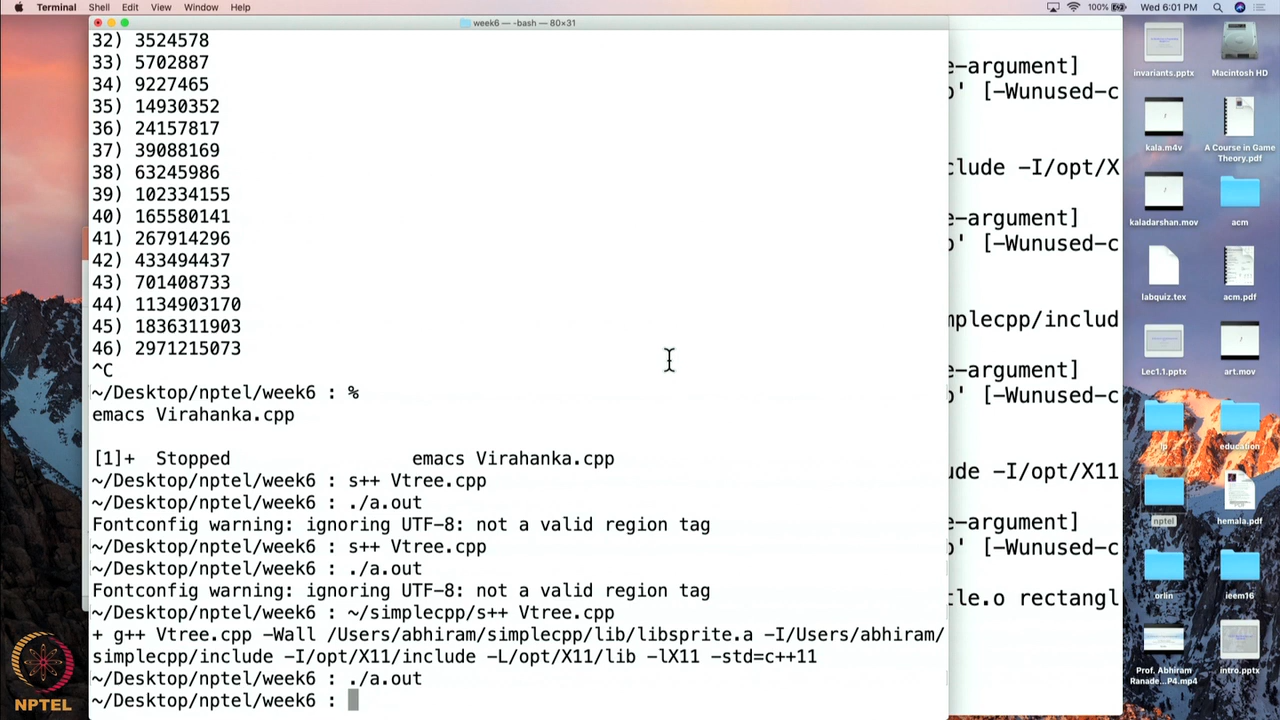 Terminal Shell Edit View Window Help
100% Wed 6:01 PM
week6 — -bash — 80×31
32) 3524578
33) 5702887
34) 9227465
35) 14930352
36) 24157817
37) 39088169
38) 63245986
39) 102334155
40) 165580141
41) 267914296
42) 433494437
43) 701408733
44) 1134903170
45) 1836311903
46) 2971215073
^C
~/Desktop/nptel/week6 : %
emacs Virahanka.cpp
[1]+ Stopped emacs Virahanka.cpp
~/Desktop/nptel/week6 : s++ Vtree.cpp
~/Desktop/nptel/week6 : ./a.out
Fontconfig warning: ignoring UTF-8: not a valid region tag
~/Desktop/nptel/week6 : s++ Vtree.cpp
~/Desktop/nptel/week6 : ./a.out
Fontconfig warning: ignoring UTF-8: not a valid region tag
~/Desktop/nptel/week6 : ~/simplecpp/s++ Vtree.cpp
+ g++ Vtree.cpp -Wall /Users/abhiram/simplecpp/lib/libsprite.a -I/Users/abhiram/
simplecpp/include -I/opt/X11/include -L/opt/X11/lib -lX11 -std=c++11
~/Desktop/nptel/week6 : ./a.out
~/Desktop/nptel/week6 :
e-argument]
' [-Wunused-c
clude -I/opt/X
e-argument]
' [-Wunused-c
mplecpp/includ
e-argument]
' [-Wunused-c
ude -I/opt/X11
e-argument]
' [-Wunused-c
tle.o rectangl
invariants.pptx
Macintosh HD
kala.m4v
A Course in Game
Theory.pdf
kaladarshan.mov
acm
labquiz.tex
acm.pdf
Lec1.1.pptx
art.mov
education
nptel
hemala.pdf
orlin
ieem16
Prof. Abhiram
Ranade...P4.mp4
intro.pptx
NPTEL